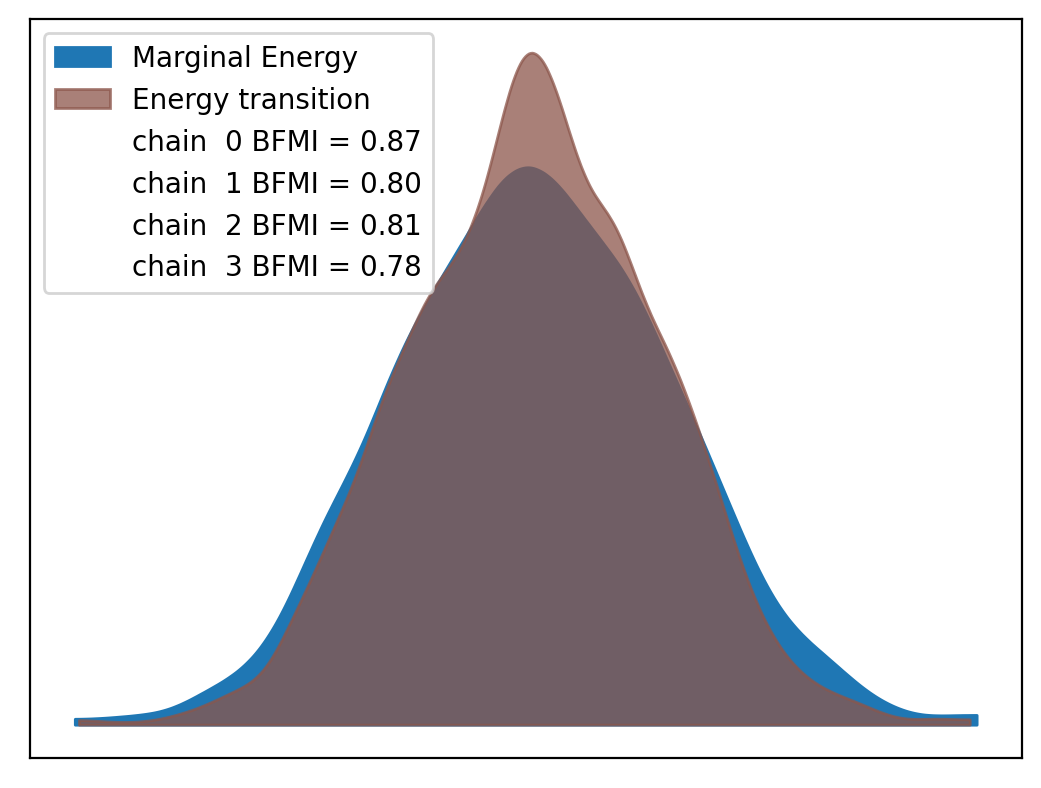 Marginal Energy
Energy transition
chain  0 BFMI = 0.87
chain  1 BFMI = 0.80
chain  2 BFMI = 0.81
chain  3 BFMI = 0.78